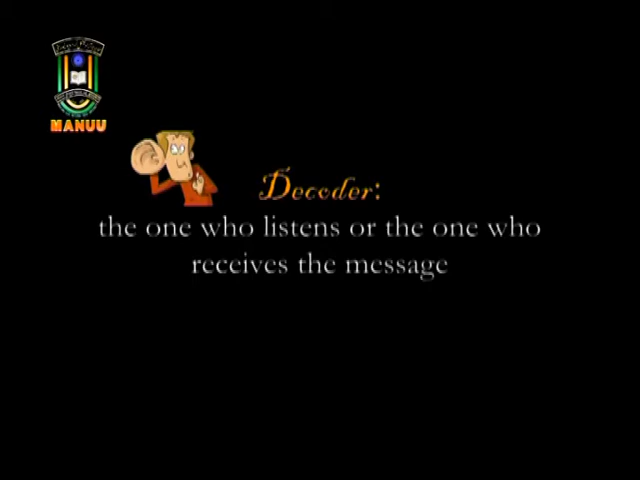 MANUU
Decoder:
the one who listens or the one who
receives the message